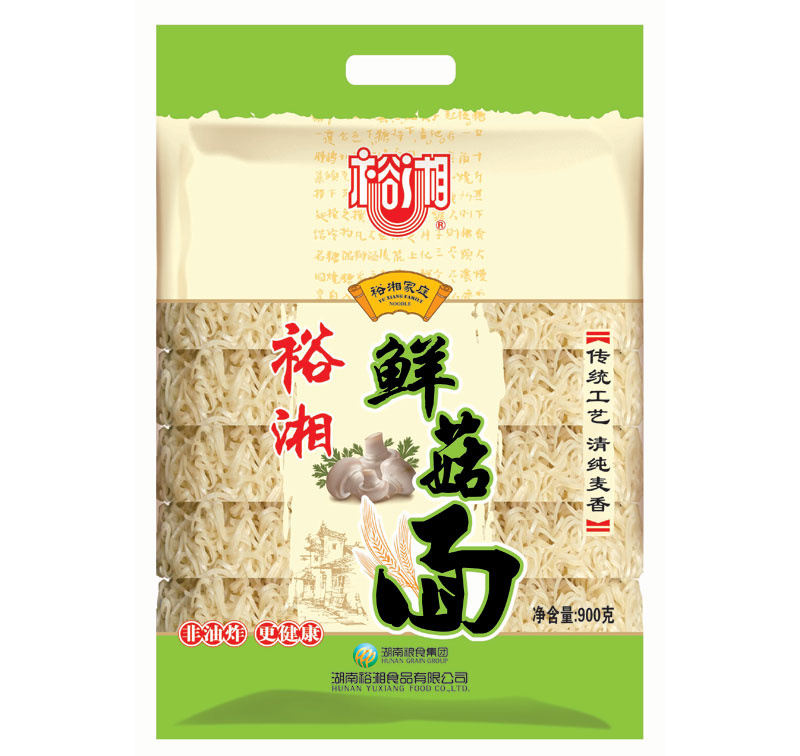 裕湘
®
裕湘家庄
YU XIANG FAMILY
NOODLE
裕湘
鲜菇面
【传统工艺 清纯麦香】
净含量:900克
非油炸 更健康
湖南粮食集团
HUNAN GRAIN GROUP
湖南裕湘食品有限公司
HUNAN YUXIANG FOOD CO.,LTD.